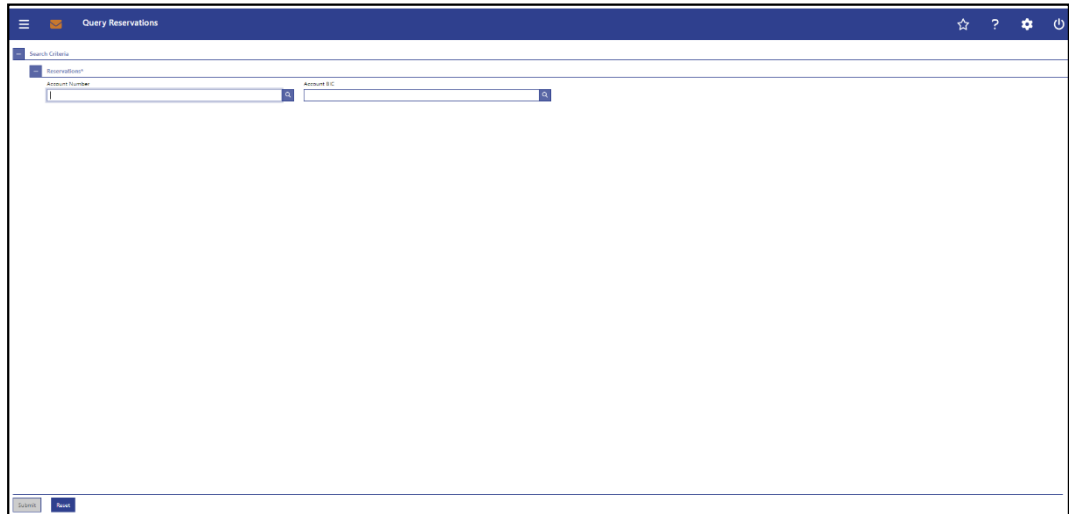 Query Reservations
?
Search Criteria
Reservations*
Account Number Account BIC
Submit Reset